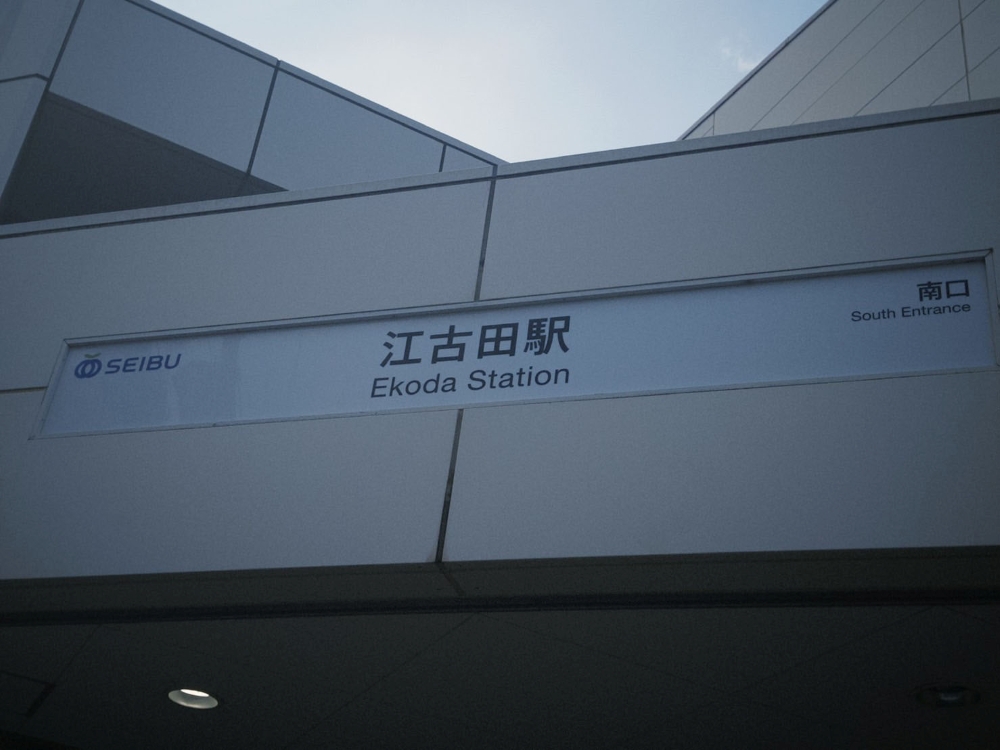 SEIBU
江古田駅
Ekoda Station
南口
South Entrance